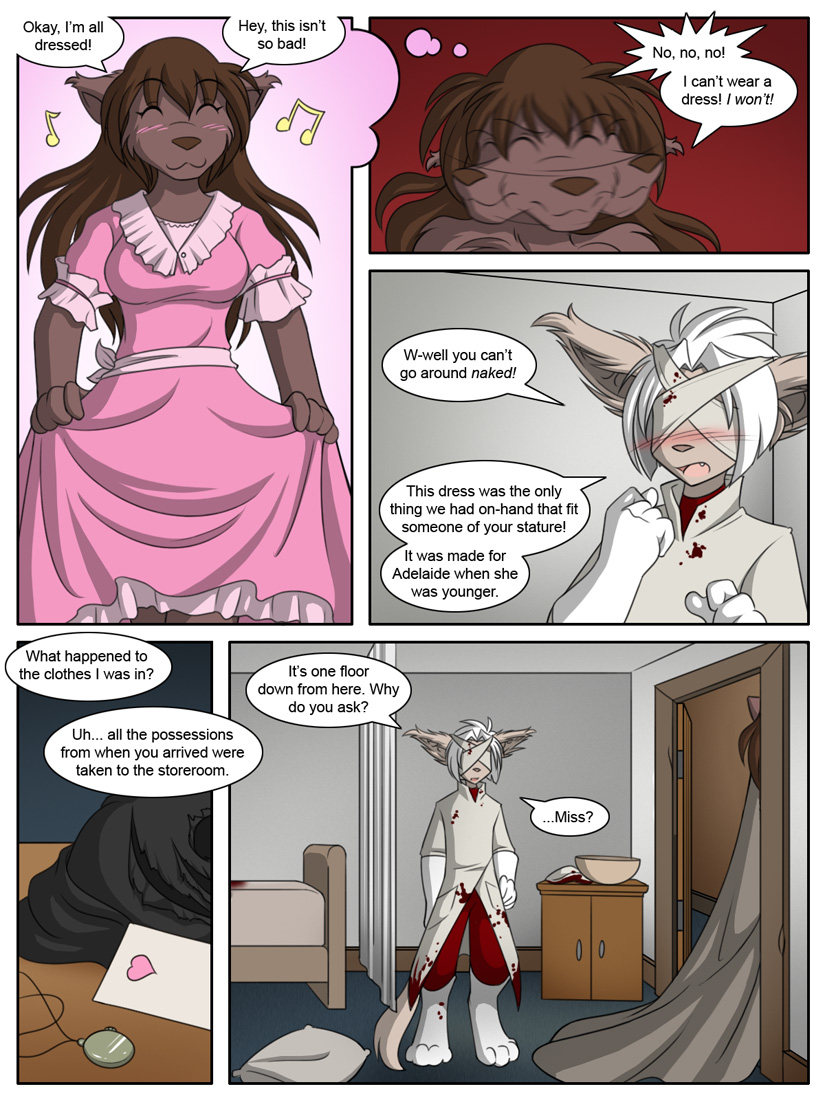 Okay, I'm all
dressed!
Hey, this isn't
so bad!
No, no, no!
I can't wear a
dress! I won't!
W-well you can't
go around naked!
This dress was the only
thing we had on-hand that fit
someone of your stature!
It was made for
Adelaide when she
was younger.
What happened to
the clothes I was in?
Uh... all the possessions
from when you arrived were
taken to the storeroom.
It's one floor
down from here. Why
do you ask?
...Miss?